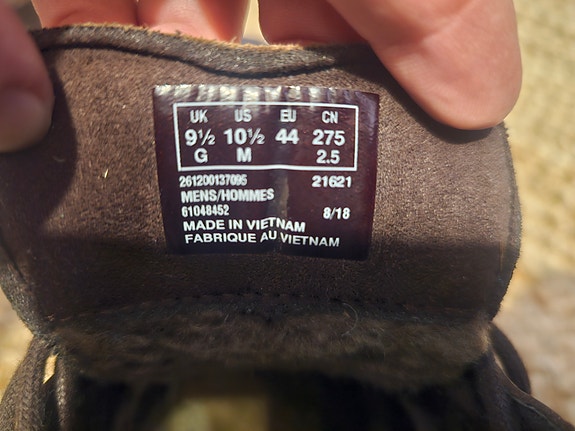 UK US EU CN
9½ 10½ 44 275
G M 2.5
261200137095 21621
MENS/HOMMES
61048452 8/18
MADE IN VIETNAM
FABRIQUE AU VIETNAM